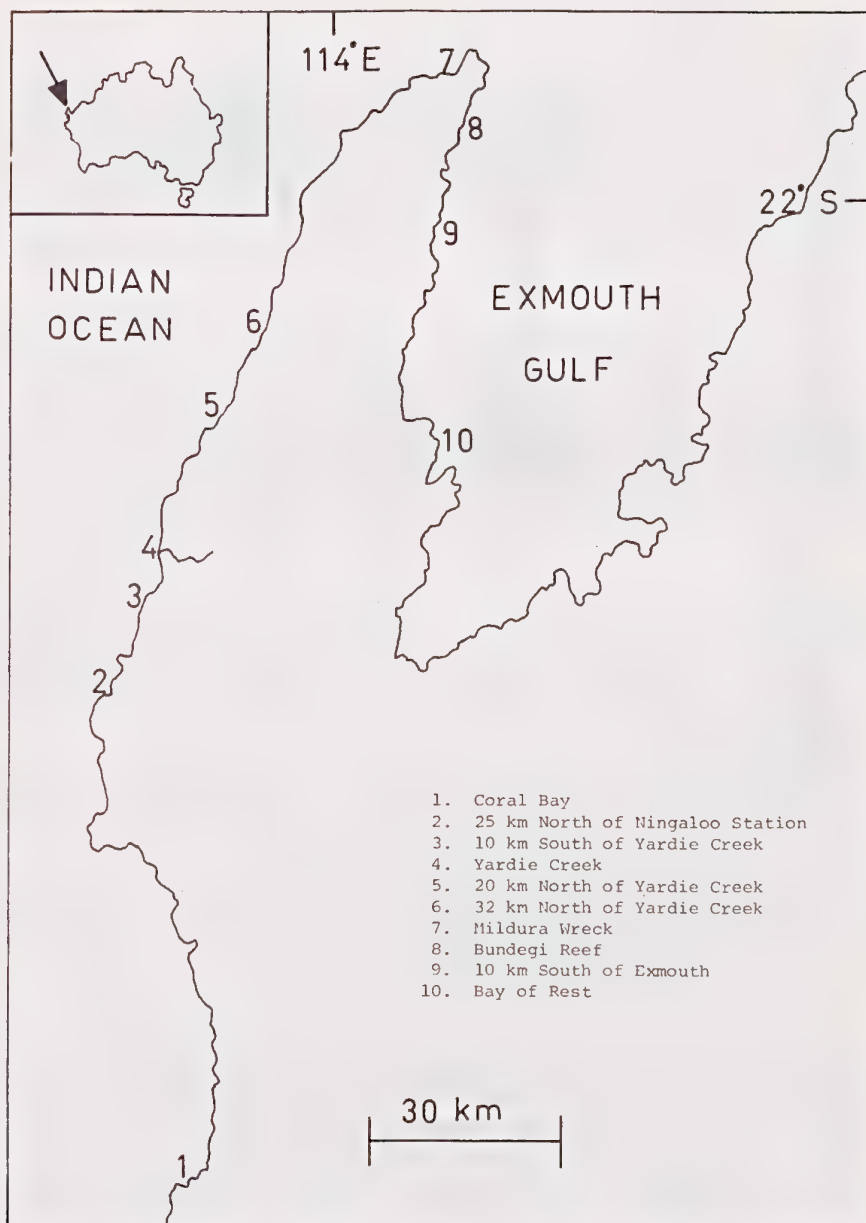 114°E
7
8
22° S
9
INDIAN
OCEAN
EXMOUTH
GULF
6
5
10
4
3
2
1. Coral Bay
2. 25 km North of Ningaloo Station
3. 10 km South of Yardie Creek
4. Yardie Creek
5. 20 km North of Yardie Creek
6. 32 km North of Yardie Creek
7. Mildura Wreck
8. Bundegi Reef
9. 10 km South of Exmouth
10. Bay of Rest
30 km
1